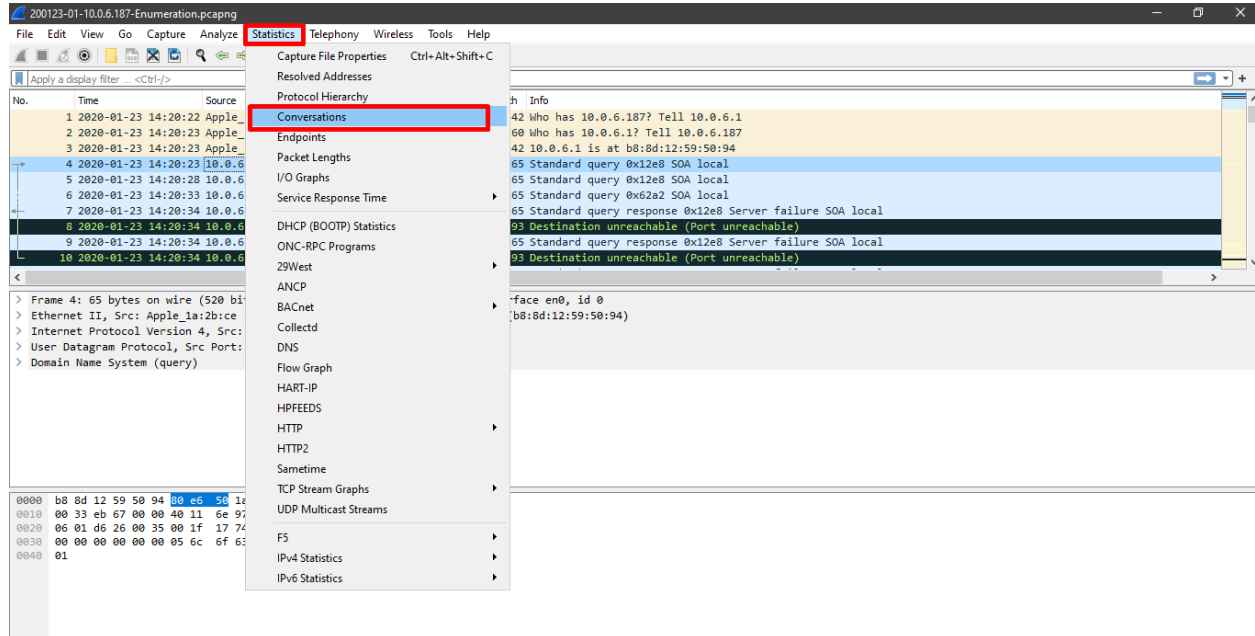 200123-01-10.0.6.187-Enumeration.pcapng
File Edit View Go Capture Analyze Statistics Telephony Wireless Tools Help
Apply a display filter ... <Ctrl-/>
Capture File Properties Ctrl+Alt+Shift+C
Resolved Addresses
Protocol Hierarchy
Conversations
Endpoints
Packet Lengths
I/O Graphs
Service Response Time
DHCP (BOOTP) Statistics
ONC-RPC Programs
29West
ANCP
BACnet
Collectd
DNS
Flow Graph
HART-IP
HPFEEDS
HTTP
HTTP2
Sametime
TCP Stream Graphs
UDP Multicast Streams
F5
IPv4 Statistics
IPv6 Statistics
No. Time Source h Info
1 2020-01-23 14:20:22 Apple_ 42 Who has 10.0.6.187? Tell 10.0.6.1
2 2020-01-23 14:20:23 Apple_ 60 Who has 10.0.6.1? Tell 10.0.6.187
3 2020-01-23 14:20:23 Apple_ 42 10.0.6.1 is at b8:8d:12:59:50:94
4 2020-01-23 14:20:23 10.0.6 65 Standard query 0x12e8 SOA local
5 2020-01-23 14:20:28 10.0.6 65 Standard query 0x12e8 SOA local
6 2020-01-23 14:20:33 10.0.6 65 Standard query 0x62a2 SOA local
7 2020-01-23 14:20:34 10.0.6 65 Standard query response 0x12e8 Server failure SOA local
8 2020-01-23 14:20:34 10.0.6 93 Destination unreachable (Port unreachable)
9 2020-01-23 14:20:34 10.0.6 65 Standard query response 0x12e8 Server failure SOA local
10 2020-01-23 14:20:34 10.0.6 93 Destination unreachable (Port unreachable)
> Frame 4: 65 bytes on wire (520 bi rface en0, id 0
> Ethernet II, Src: Apple_1a:2b:ce (b8:8d:12:59:50:94)
> Internet Protocol Version 4, Src:
> User Datagram Protocol, Src Port:
> Domain Name System (query)
0000 b8 8d 12 59 50 94 80 e6 50 1a
0010 00 33 eb 67 00 00 40 11 6e 97
0020 06 01 d6 26 00 35 00 1f 17 74
0030 00 00 00 00 00 00 05 6c 6f 63
0040 01